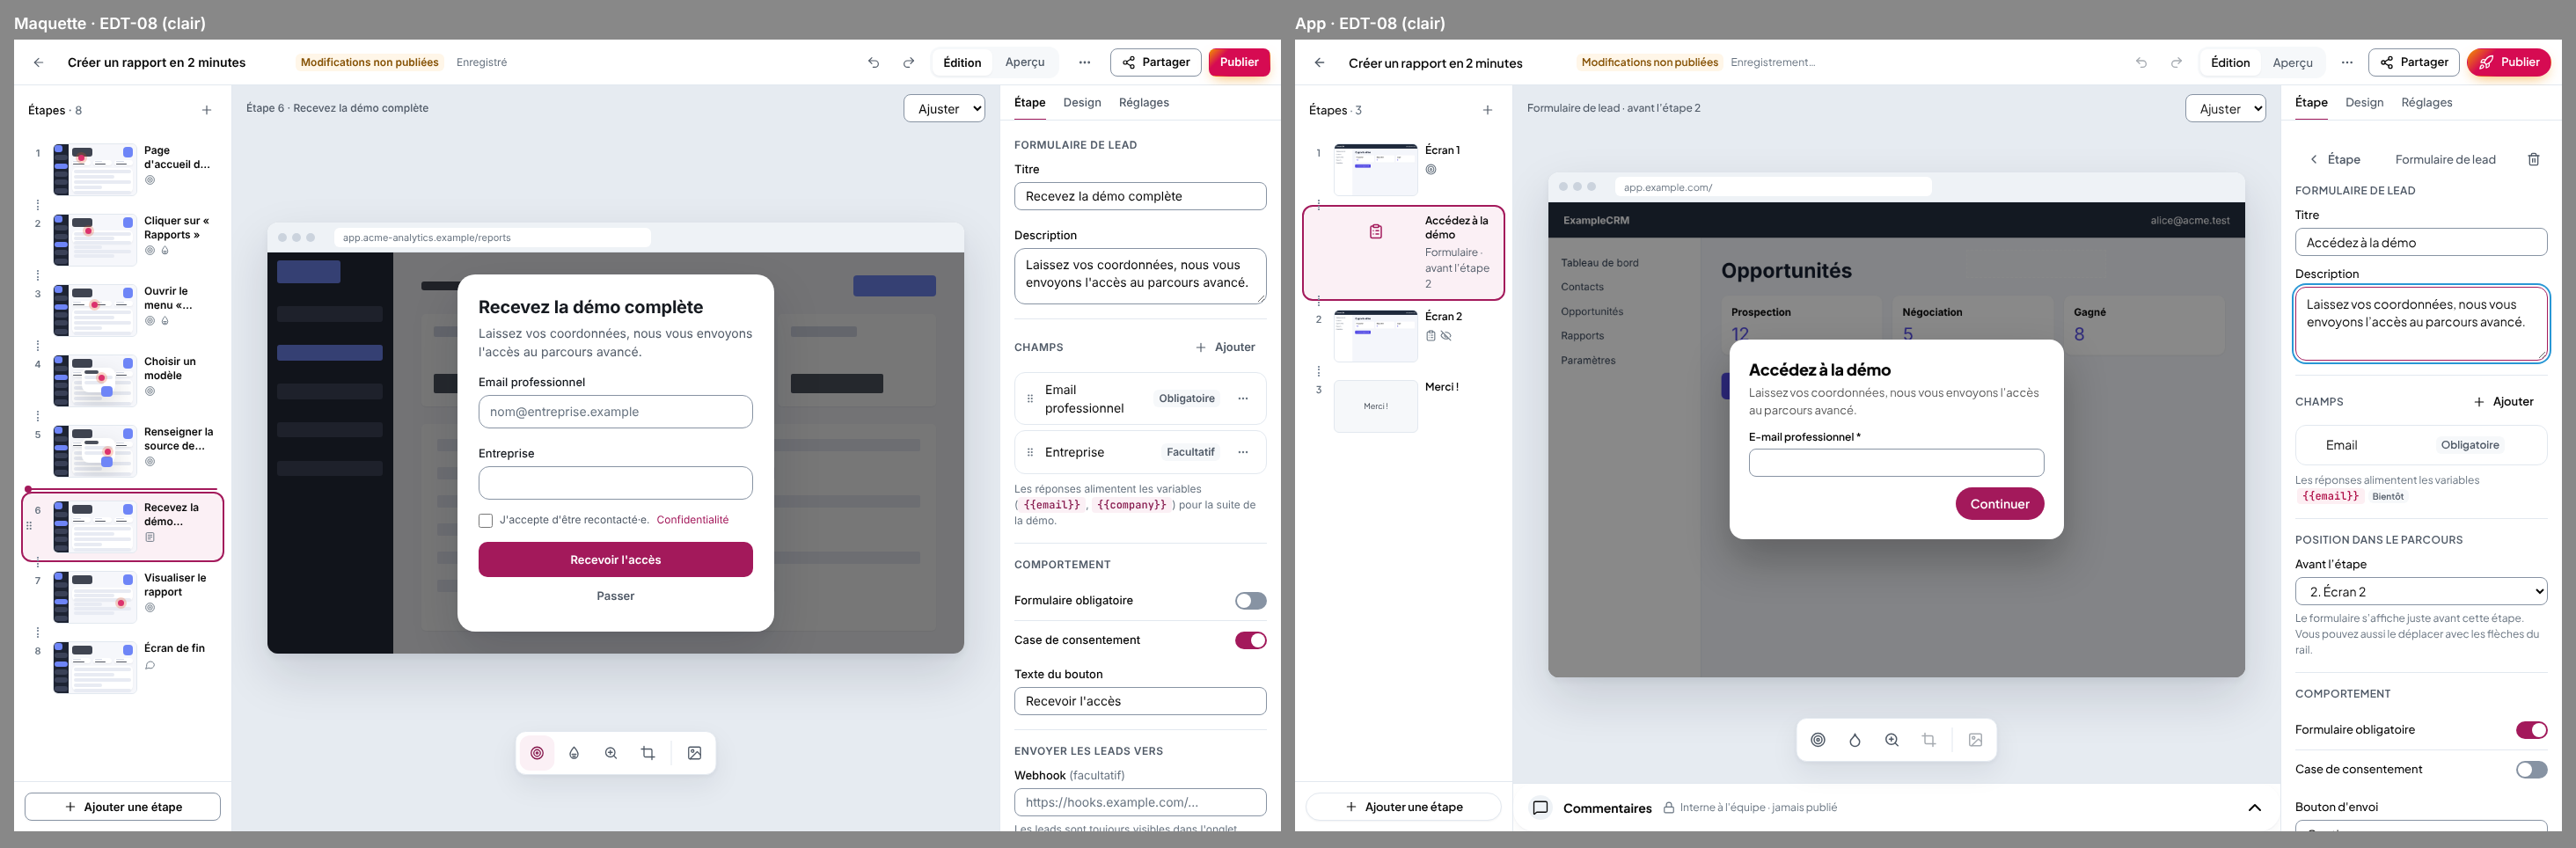 Maquette · EDT-08 (clair)
Créer un rapport en 2 minutes
Modifications non publiées
Enregistré
Édition
Aperçu
Partager
Publier
Étapes · 8
1
Page
d'accueil d...
2
Cliquer sur «
Rapports »
3
Ouvrir le
menu «...
4
Choisir un
modèle
5
Renseigner la
source de...
6
Recevez la
démo...
7
Visualiser le
rapport
8
Écran de fin
Ajouter une étape
Étape 6 · Recevez la démo complète
Ajuster
app.acme-analytics.example/reports
Recevez la démo complète
Laissez vos coordonnées, nous vous envoyons
l'accès au parcours avancé.
Email professionnel
nom@entreprise.example
Entreprise
J'accepte d'être recontacté·e. Confidentialité
Recevoir l'accès
Passer
Étape
Design
Réglages
FORMULAIRE DE LEAD
Titre
Recevez la démo complète
Description
Laissez vos coordonnées, nous vous
envoyons l'accès au parcours avancé.
CHAMPS
Ajouter
Email
professionnel
Obligatoire
Entreprise
Facultatif
Les réponses alimentent les variables
( {{email}} , {{company}} ) pour la suite de
la démo.
COMPORTEMENT
Formulaire obligatoire
Case de consentement
Texte du bouton
Recevoir l'accès
ENVOYER LES LEADS VERS
Webhook (facultatif)
https://hooks.example.com/...
Les leads sont toujours visibles dans l'onglet
App · EDT-08 (clair)
Créer un rapport en 2 minutes
Modifications non publiées
Enregistrement…
Édition
Aperçu
Partager
Publier
Étapes · 3
1
Écran 1
Accédez à la
démo
Formulaire ·
avant l'étape
2
2
Écran 2
3
Merci !
Merci !
Ajouter une étape
Formulaire de lead · avant l'étape 2
Ajuster
app.example.com/
ExampleCRM
alice@acme.test
Tableau de bord
Contacts
Opportunités
Rapports
Paramètres
Opportunités
Prospection
12
Négociation
5
Gagné
8
Accédez à la démo
Laissez vos coordonnées, nous vous envoyons l'accès
au parcours avancé.
E-mail professionnel *
Continuer
Commentaires
Interne à l'équipe · jamais publié
Étape
Design
Réglages
Étape
Formulaire de lead
FORMULAIRE DE LEAD
Titre
Accédez à la démo
Description
Laissez vos coordonnées, nous vous
envoyons l'accès au parcours avancé.
CHAMPS
Ajouter
Email
Obligatoire
Les réponses alimentent les variables
{{email}} Bientôt
POSITION DANS LE PARCOURS
Avant l'étape
2. Écran 2
Le formulaire s'affiche juste avant cette étape.
Vous pouvez aussi le déplacer avec les flèches du
rail.
COMPORTEMENT
Formulaire obligatoire
Case de consentement
Bouton d'envoi